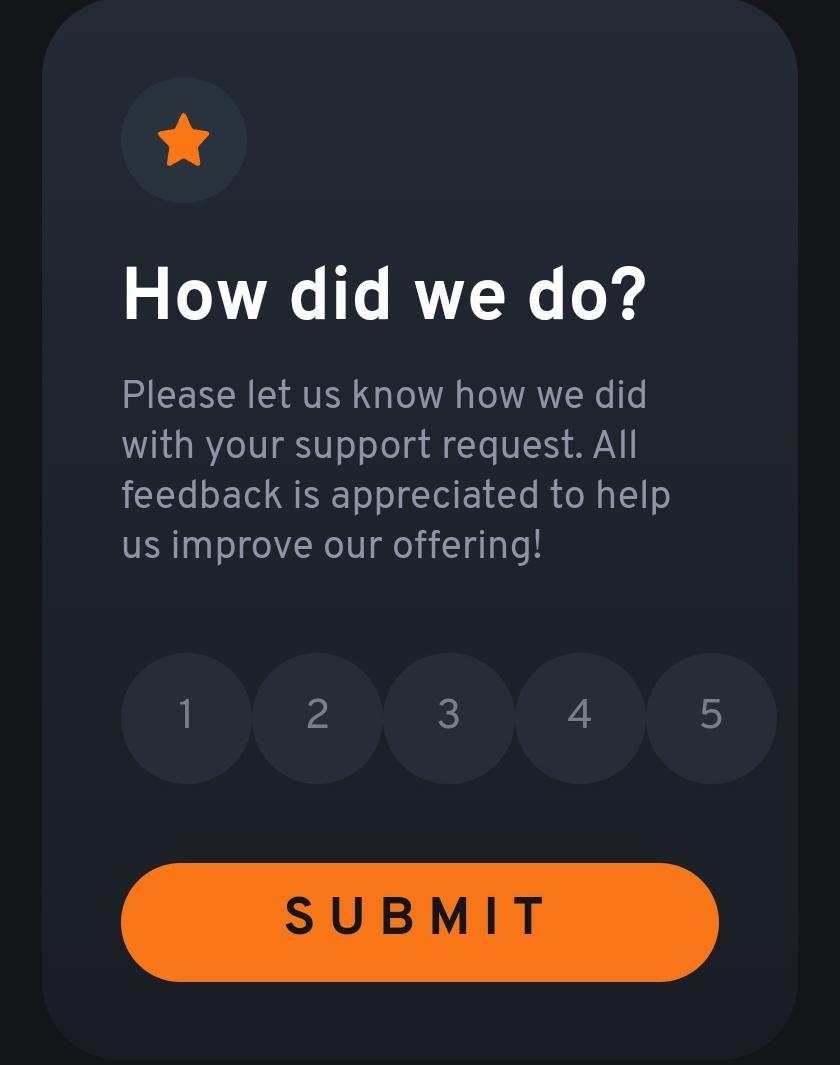 How did we do?
Please let us know how we did
with your support request. All
feedback is appreciated to help
us improve our offering!
1 2 3 4 5
SUBMIT